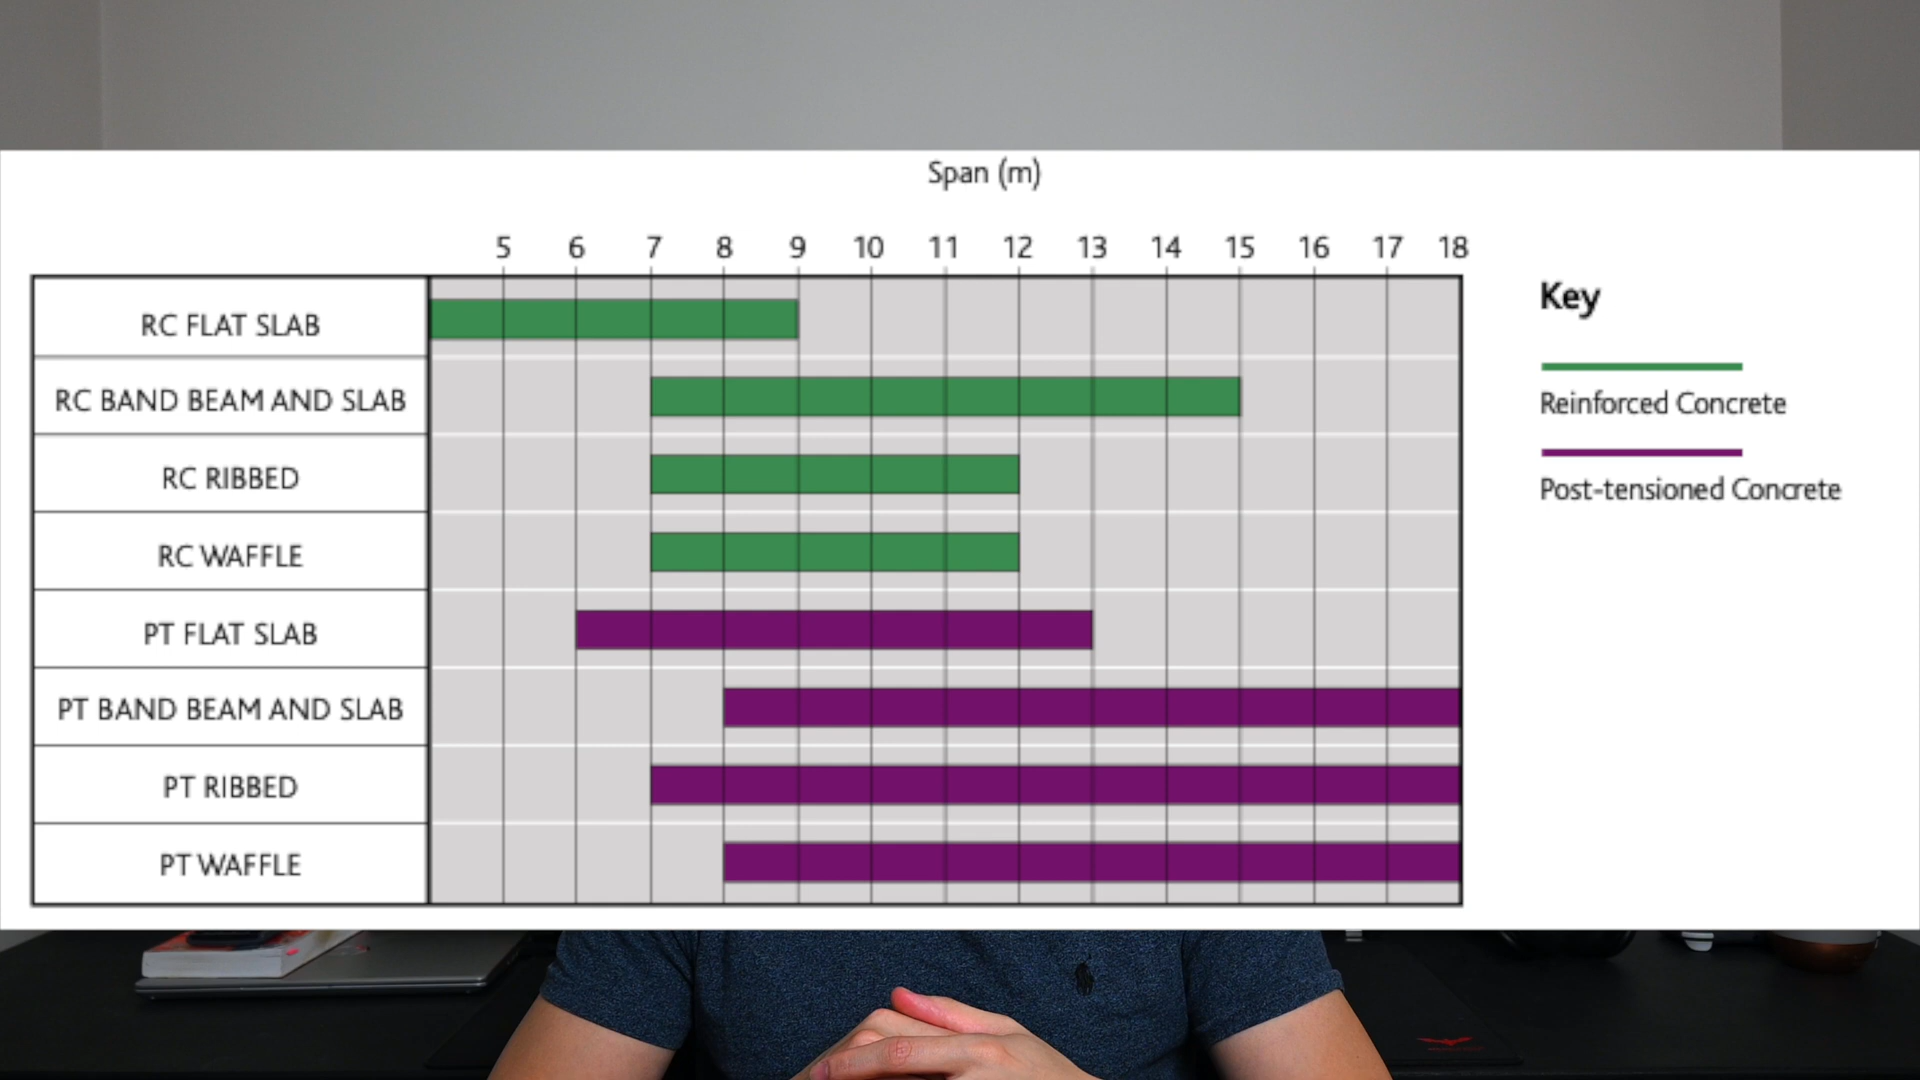 Span (m)
5 6 7 8 9 10 11 12 13 14 15 16 17 18
RC FLAT SLAB
RC BAND BEAM AND SLAB
RC RIBBED
RC WAFFLE
PT FLAT SLAB
PT BAND BEAM AND SLAB
PT RIBBED
PT WAFFLE
Key
Reinforced Concrete
Post-tensioned Concrete